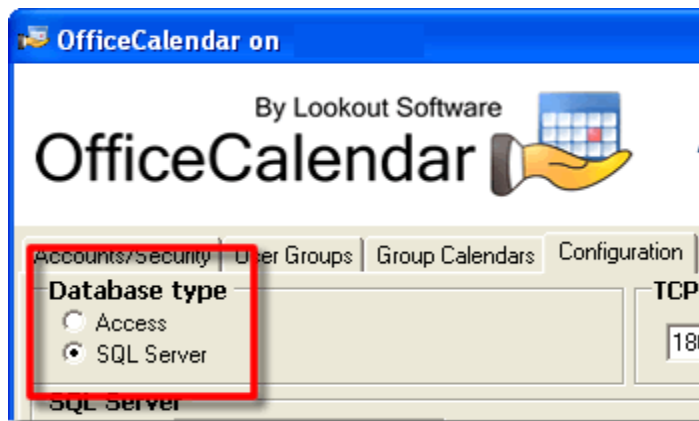 OfficeCalendar on
By Lookout Software
OfficeCalendar
Accounts/Security User Groups Group Calendars Configuration
Database type TCP
Access
SQL Server
SQL Server